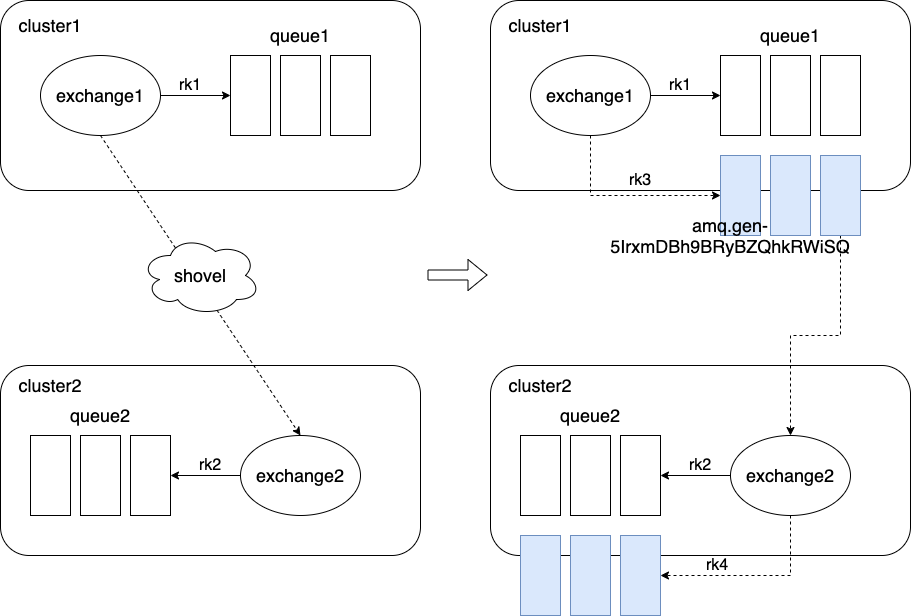 cluster1
queue1
exchange1
rk1
shovel
cluster2
queue2
rk2
exchange2
cluster1
queue1
exchange1
rk1
rk3
amq.gen-
5IrxmDBh9BRyBZQhkRWiSQ
cluster2
queue2
rk2
exchange2
rk4